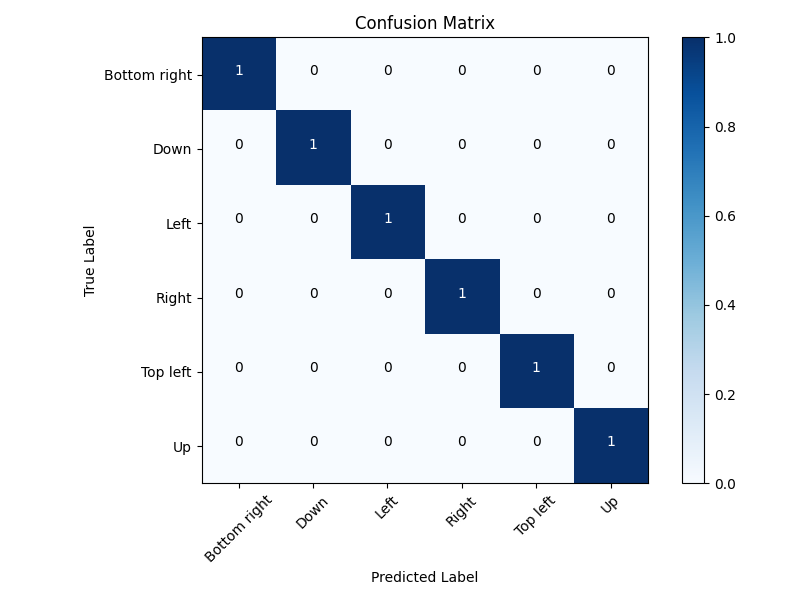 Confusion Matrix
Bottom right 1 0 0 0 0 0
Down 0 1 0 0 0 0
Left 0 0 1 0 0 0
Right 0 0 0 1 0 0
Top left 0 0 0 0 1 0
Up 0 0 0 0 0 1
Bottom right Down Left Right Top left Up
Predicted Label
True Label
1.0
0.8
0.6
0.4
0.2
0.0